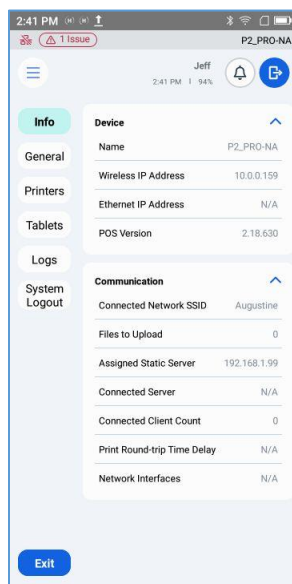 2:41 PM
1 Issue
P2_PRO-NA
Jeff
2:41 PM | 94%
Info
General
Printers
Tablets
Logs
System
Logout
Device
Name P2_PRO-NA
Wireless IP Address 10.0.0.159
Ethernet IP Address N/A
POS Version 2.18.630
Communication
Connected Network SSID Augustine
Files to Upload 0
Assigned Static Server 192.168.1.99
Connected Server N/A
Connected Client Count 0
Print Round-trip Time Delay N/A
Network Interfaces N/A
Exit